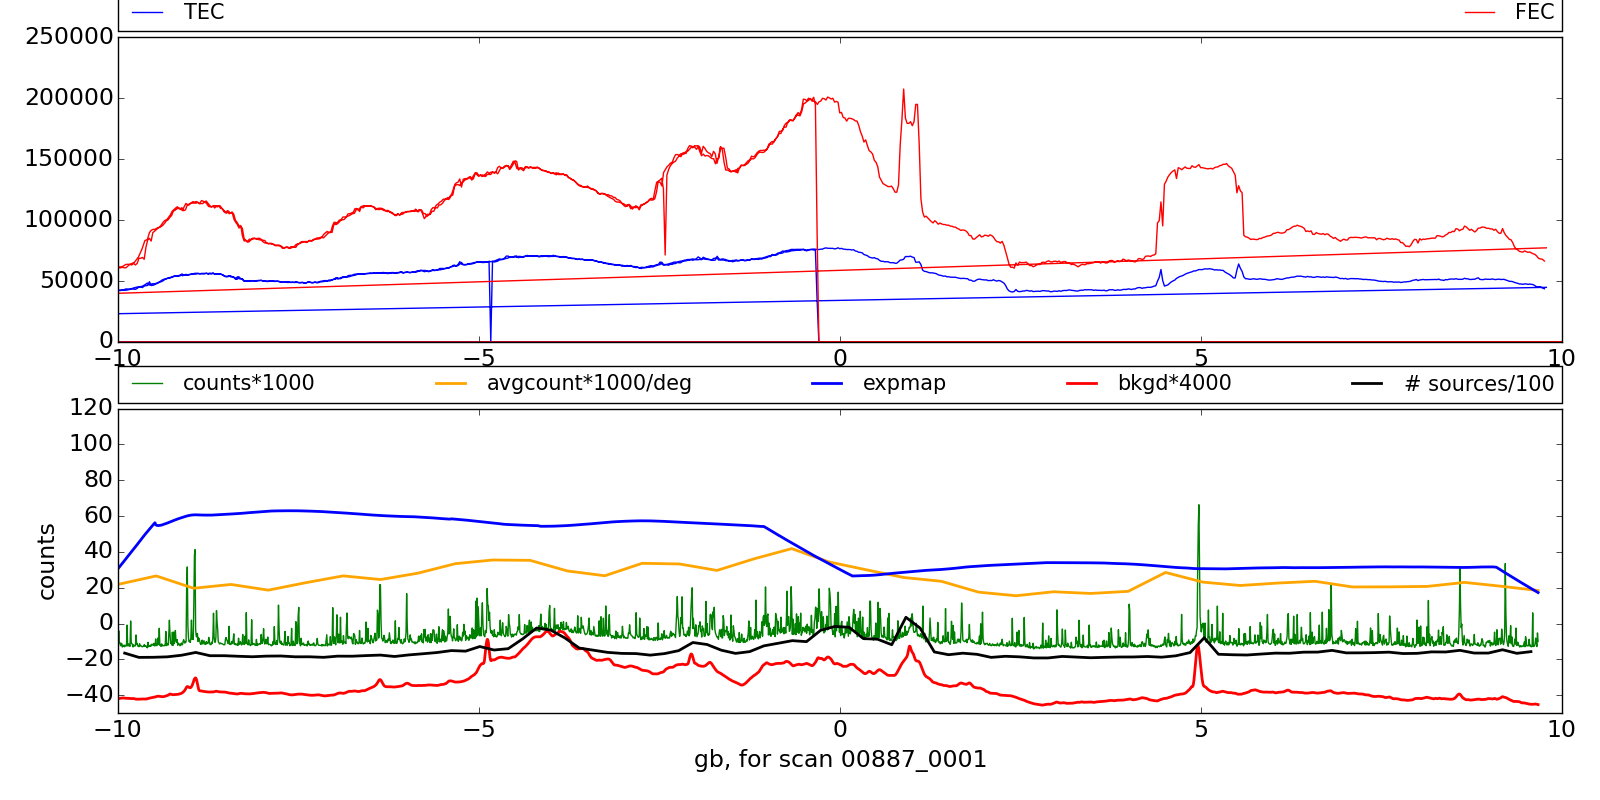 TEC FEC
250000
200000
150000
100000
50000
0
−10 −5 0 5 10
counts*1000 avgcount*1000/deg expmap bkgd*4000 # sources/100
120
100
80
60
40
20
0
−20
−40
counts
−10 −5 0 5 10
gb, for scan 00887_0001